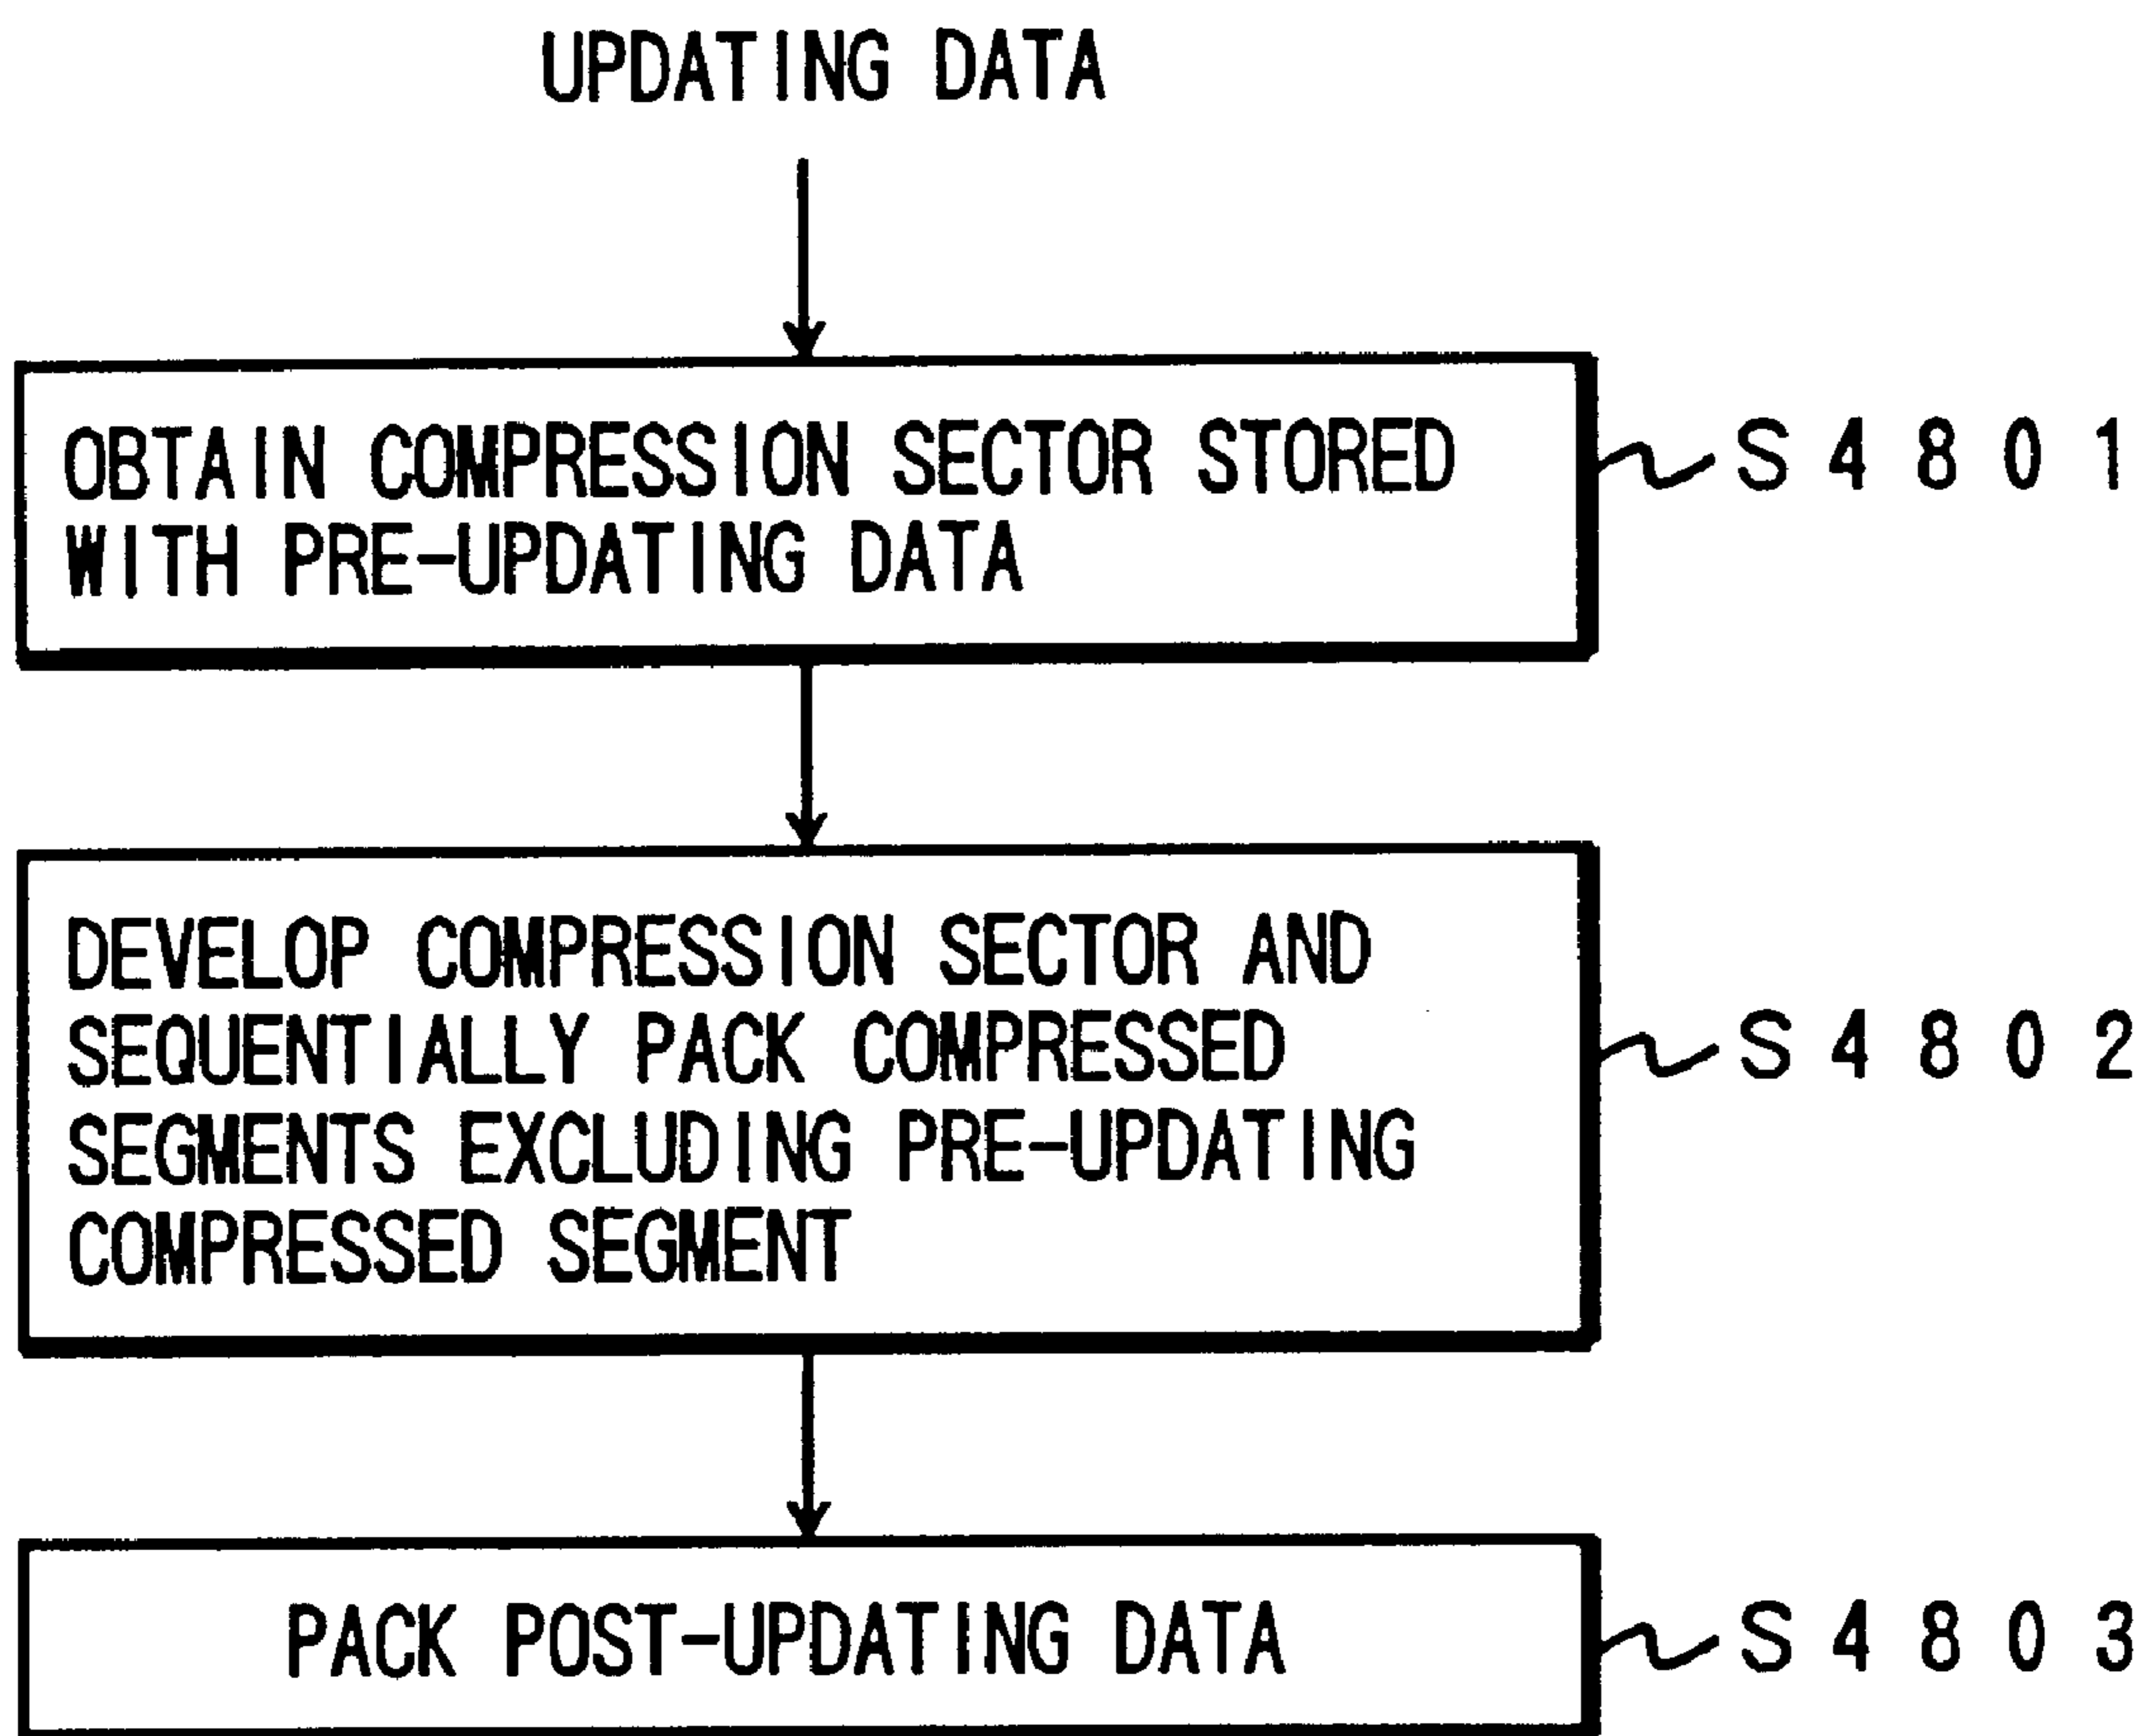 UPDATING DATA
OBTAIN COMPRESSION SECTOR STORED
WITH PRE-UPDATING DATA
S4801
DEVELOP COMPRESSION SECTOR AND
SEQUENTIALLY PACK COMPRESSED
SEGMENTS EXCLUDING PRE-UPDATING
COMPRESSED SEGMENT
S4802
PACK POST-UPDATING DATA
S4803